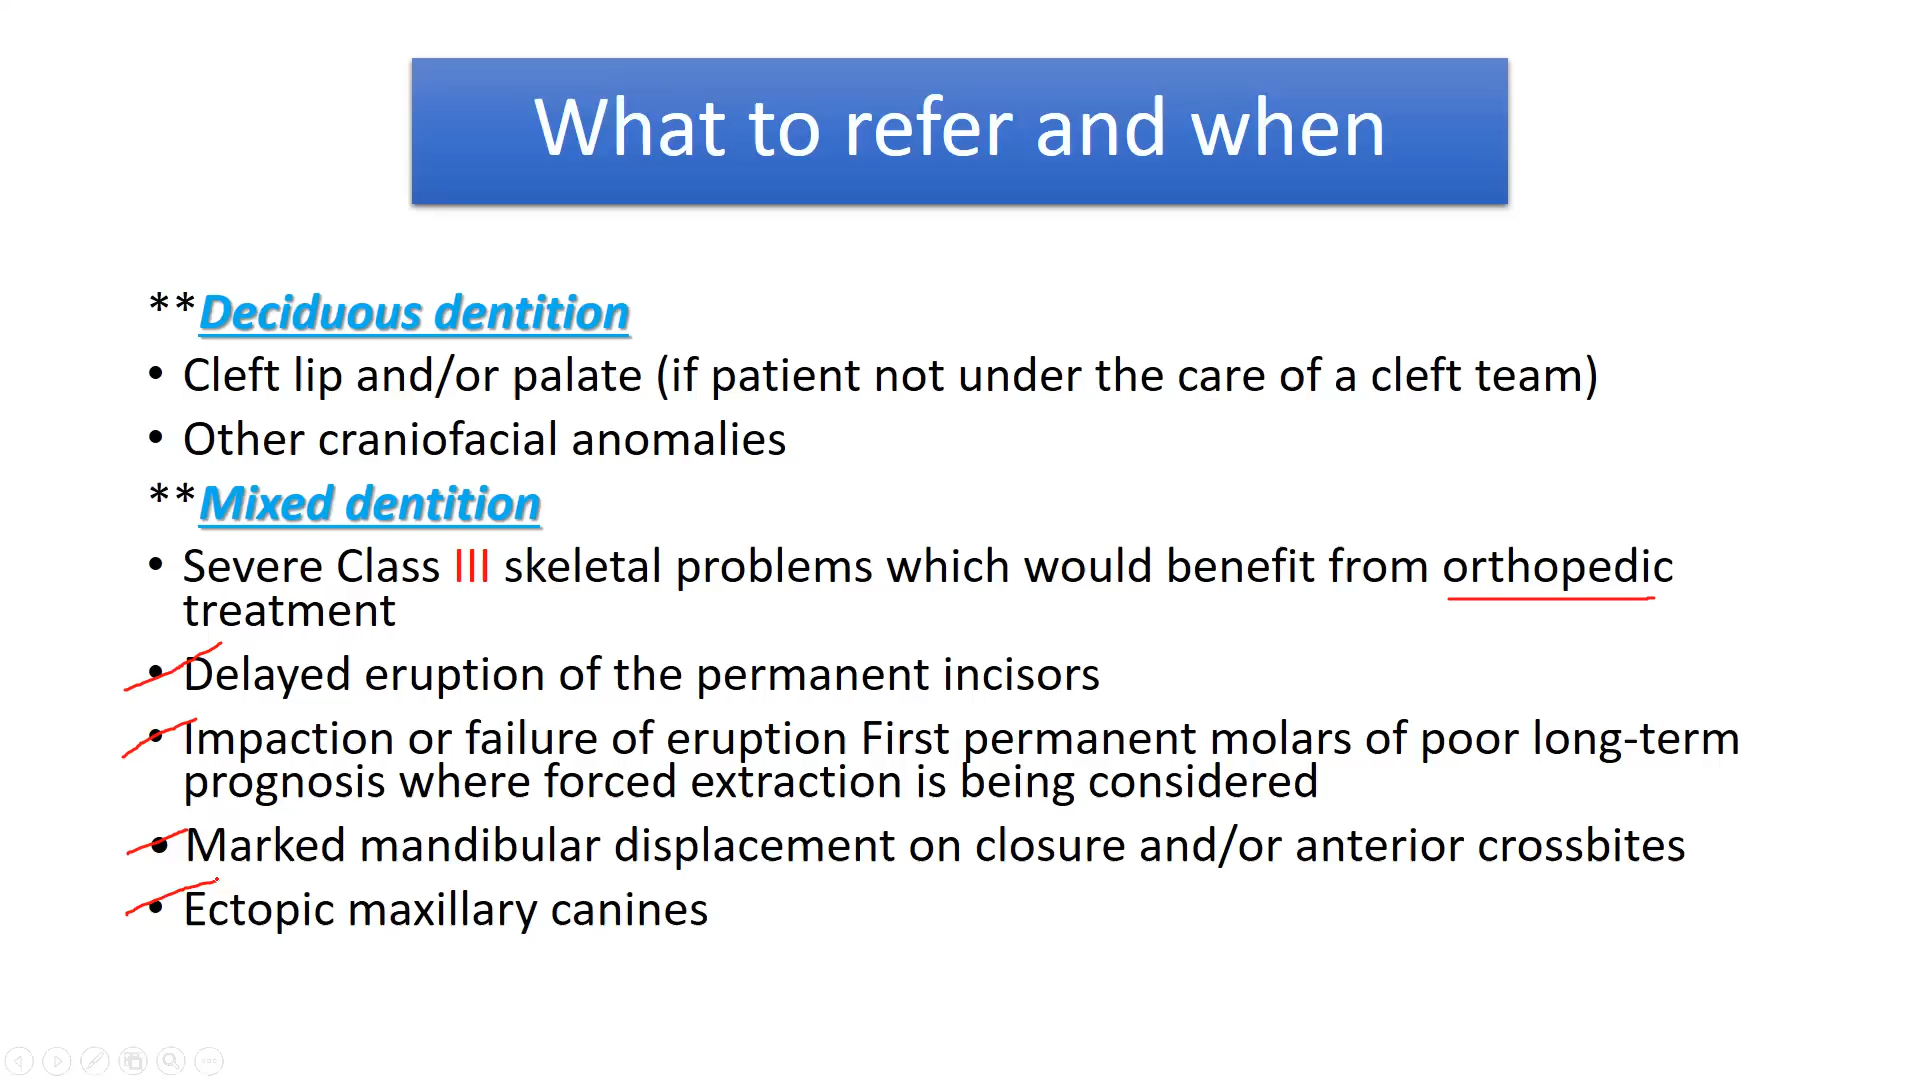 What to refer and when
**Deciduous dentition
• Cleft lip and/or palate (if patient not under the care of a cleft team)
• Other craniofacial anomalies
**Mixed dentition
• Severe Class III skeletal problems which would benefit from orthopedic
treatment
• Delayed eruption of the permanent incisors
• Impaction or failure of eruption First permanent molars of poor long-term
prognosis where forced extraction is being considered
• Marked mandibular displacement on closure and/or anterior crossbites
• Ectopic maxillary canines